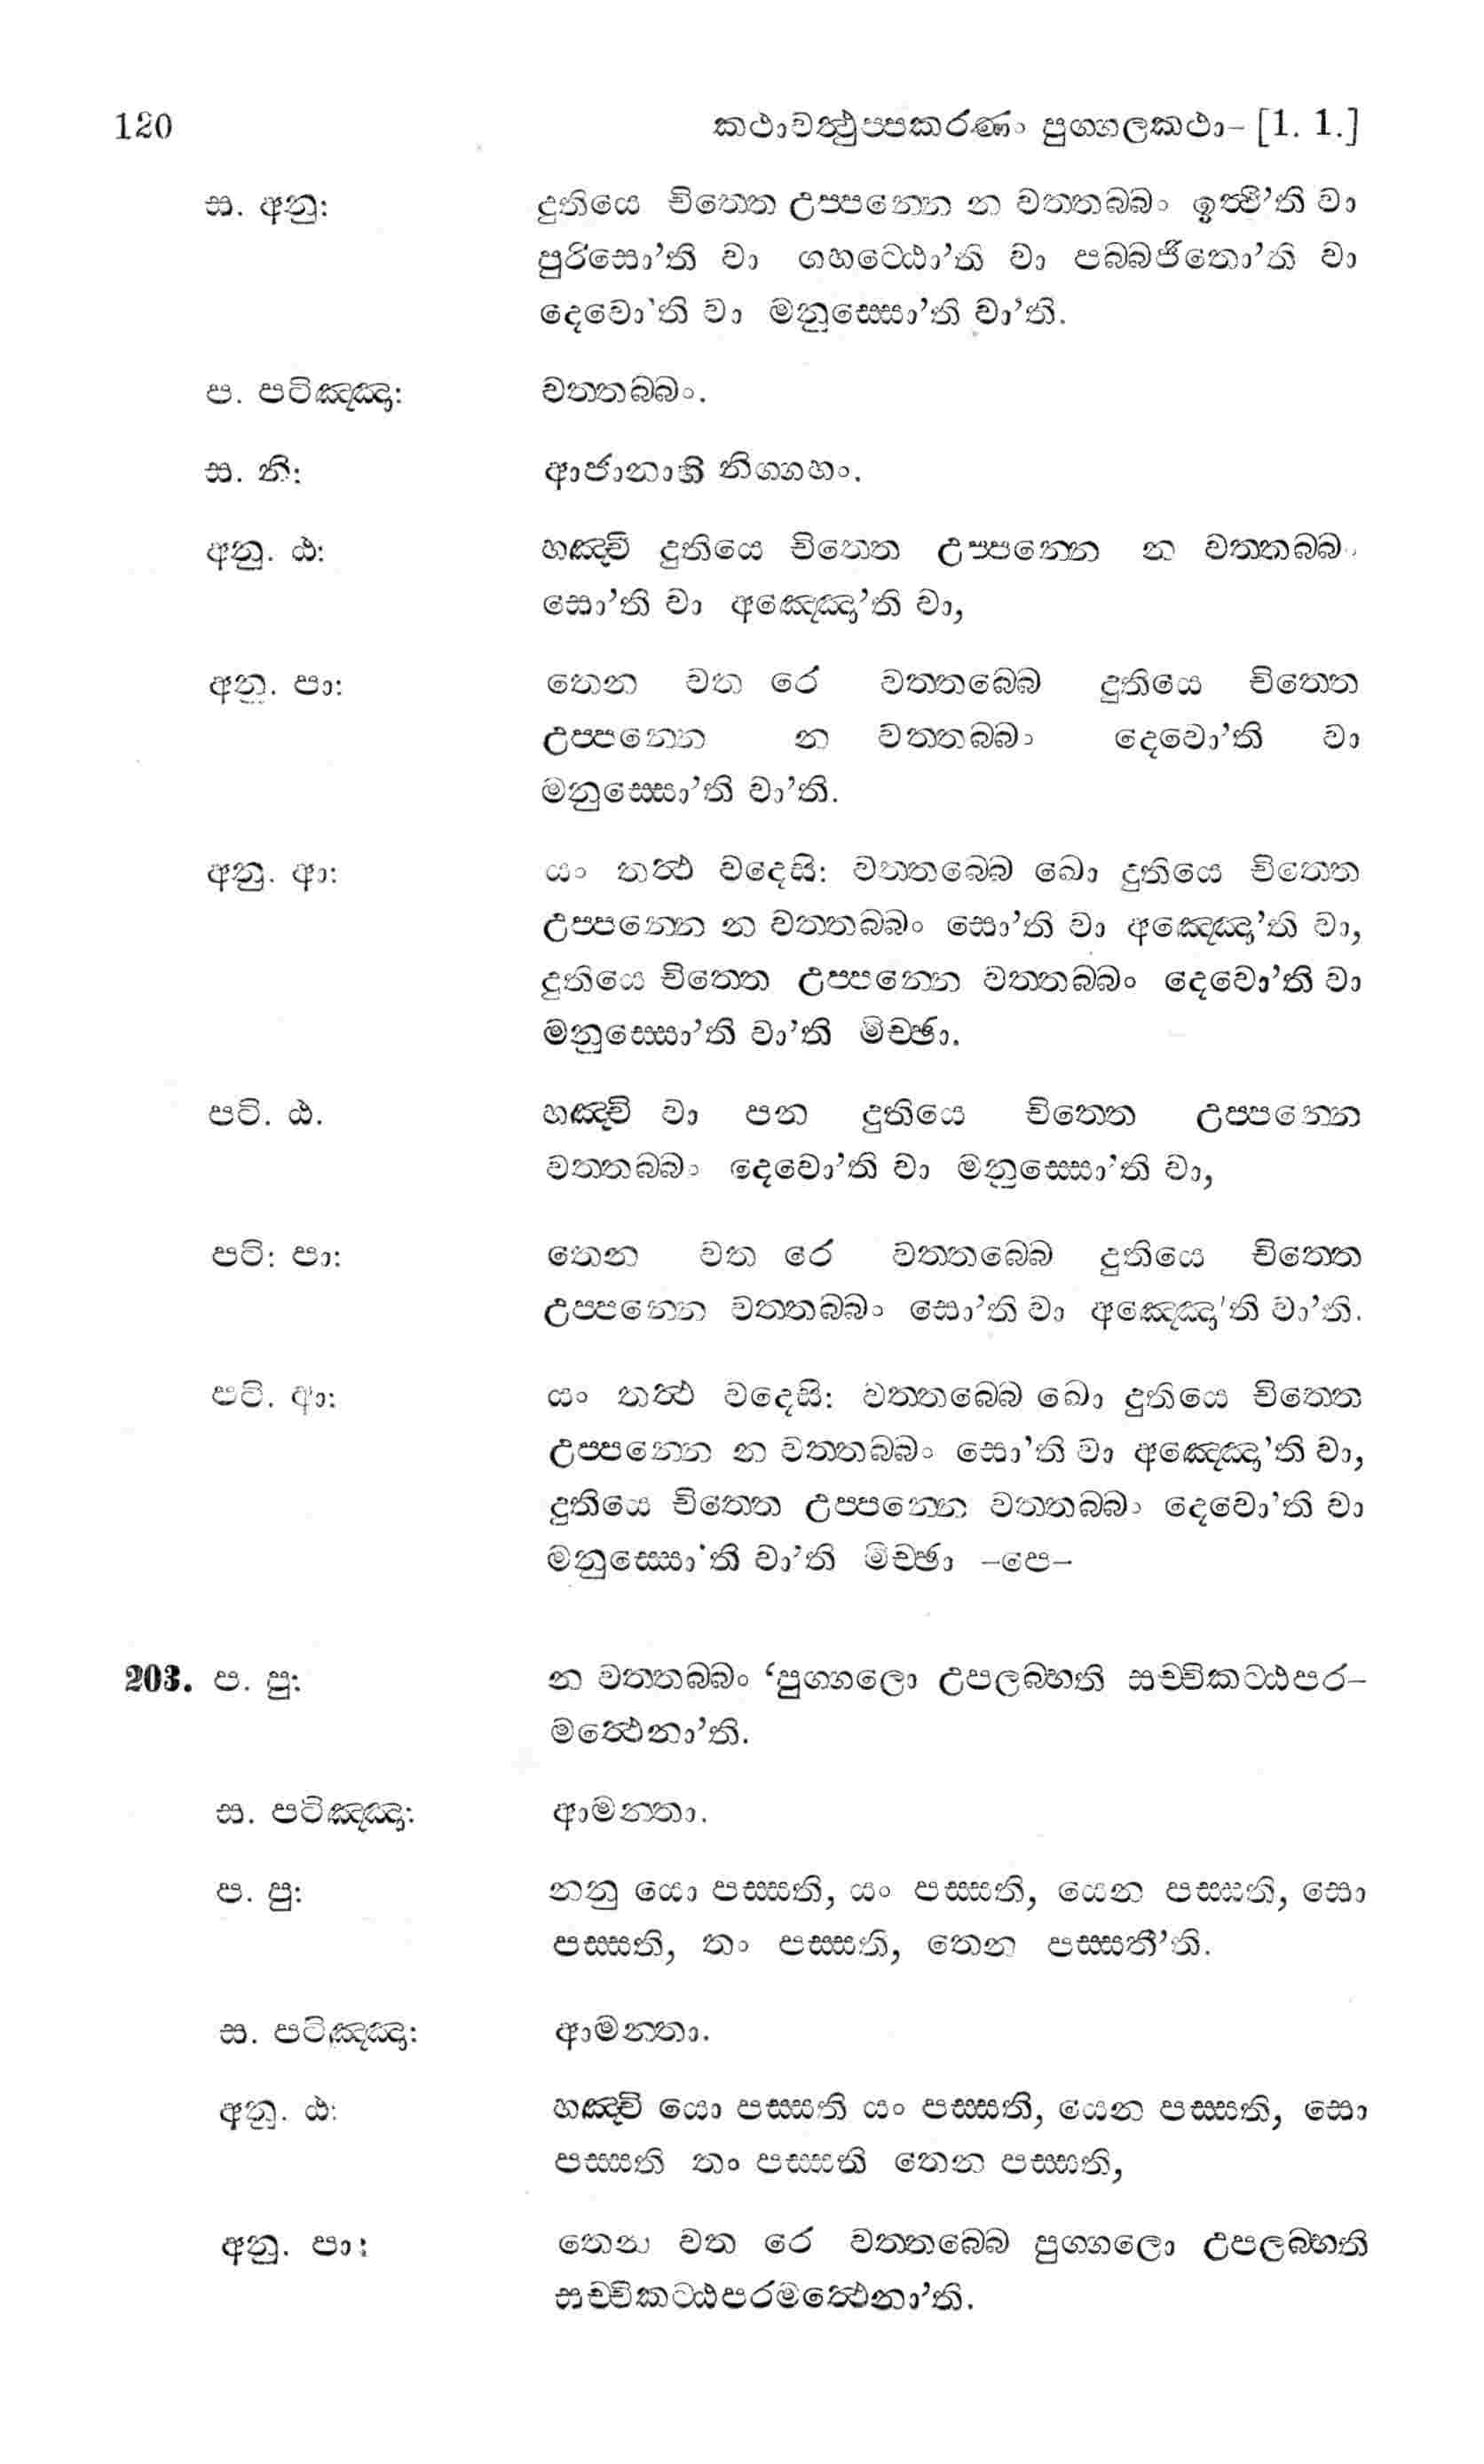 120 කථාවත්‍ථුප්පකරණං පුග්ගලකථා- [1. 1.]
ස. අනු: දුතියෙ චිත්තෙ උප්පන්නෙ න වත්තබ්බං ඉත්‍ථී'ති වා
පුරිසො'ති වා ගහට්ඨො'ති වා පබ්බජිතො'ති වා
දෙවො'ති වා මනුස්සො'ති වා'ති.
ප. පටිඤ්ඤා: වත්තබ්බං.
ස. නි: ආජානාහි නිග්ගහං.
අනු. ඨ: හඤ්චි දුතියෙ චිත්තෙ උප්පන්නෙ න වත්තබ්බං
සො'ති වා අඤ්ඤො'ති වා,
අනු. පා: තෙන වත රෙ වත්තබ්බෙ දුතියෙ චිත්තෙ
උප්පන්නෙ න වත්තබ්බං දෙවො'ති වා
මනුස්සො'ති වා'ති.
අනු. ආ: යං තත්‍ථ වදෙසි: වත්තබ්බෙ ඛො දුතියෙ චිත්තෙ
උප්පන්නෙ න වත්තබ්බං සො'ති වා අඤ්ඤො'ති වා,
දුතියෙ චිත්තෙ උප්පන්නෙ වත්තබ්බං දෙවො'ති වා
මනුස්සො'ති වා'ති මිච්ඡා.
පටි. ඨ. හඤ්චි වා පන දුතියෙ චිත්තෙ උප්පන්නෙ
වත්තබ්බං දෙවො'ති වා මනුස්සො'ති වා,
පටි: පා: තෙන වත රෙ වත්තබ්බෙ දුතියෙ චිත්තෙ
උප්පන්නෙ වත්තබ්බං සො'ති වා අඤ්ඤො'ති වා'ති.
පටි. ආ: යං තත්‍ථ වදෙසි: වත්තබ්බෙ ඛො දුතියෙ චිත්තෙ
උප්පන්නෙ න වත්තබ්බං සො'ති වා අඤ්ඤො'ති වා,
දුතියෙ චිත්තෙ උප්පන්නෙ වත්තබ්බං දෙවො'ති වා
මනුස්සො'ති වා'ති මිච්ඡා -පෙ-
203. ප. පු: න වත්තබ්බං ‘පුග්ගලො උපලබ්භති සච්චිකට්ඨපර-
මත්‍ථෙනා'ති.
ස. පටිඤ්ඤා: ආමන්තා.
ප. පු: නනු යො පස්සති, යං පස්සති, යෙන පස්සති, සො
පස්සති, තං පස්සති, තෙන පස්සතී'ති.
ස. පටිඤ්ඤා: ආමන්තා.
අනු. ඨ: හඤ්චි යො පස්සති යං පස්සති, යෙන පස්සති, සො
පස්සති තං පස්සති තෙන පස්සති,
අනු. පා: තෙන වත රෙ වත්තබ්බෙ පුග්ගලො උපලබ්භති
සච්චිකට්ඨපරමත්‍ථෙනා'ති.